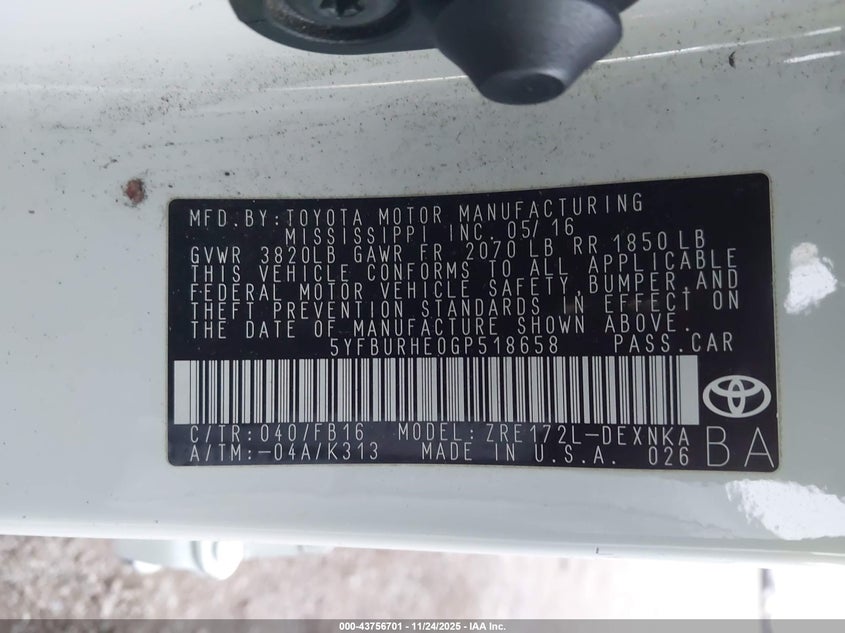 MFD.BY:TOYOTA MOTOR MANUFACTURING
MISSISSIPPI INC. 05/16
GVWR 3820LB GAWR FR 2070 LB RR 1850 LB
THIS VEHICLE CONFORMS TO ALL APPLICABLE
FEDERAL MOTOR VEHICLE SAFETY,BUMPER,AND
THEFT PREVENTION STANDARDS IN EFFECT ON
THE DATE OF MANUFACTURE SHOWN ABOVE.
5YFBURHE0GP518658 PASS.CAR
C/TR:040/FB16 MODEL:ZRE172L-DEXNKA
A/TM:-04A/K313 MADE IN U.S.A. 026
BA
000-43756701 - 11/24/2025 - IAA, Inc.